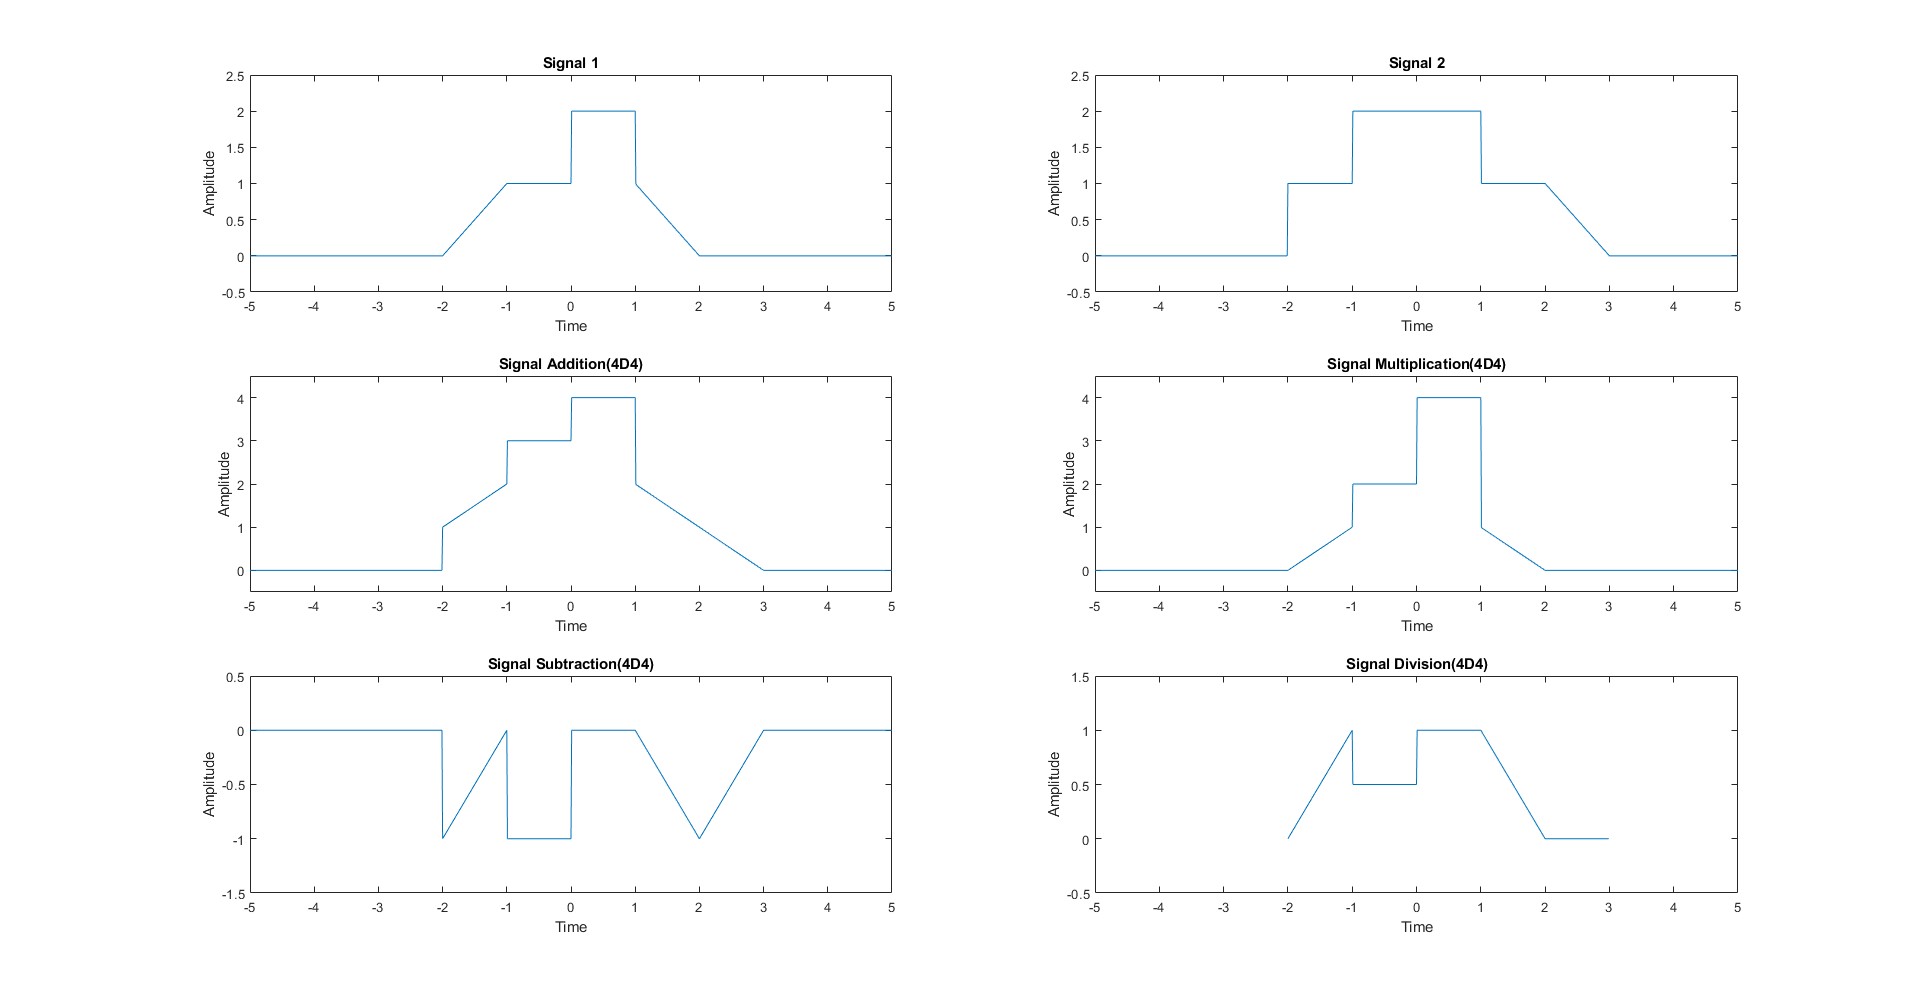 Signal 1
2.5
2
1.5
1
0.5
0
-0.5
Amplitude
-5 -4 -3 -2 -1 0 1 2 3 4 5
Time
Signal 2
2.5
2
1.5
1
0.5
0
-0.5
Amplitude
-5 -4 -3 -2 -1 0 1 2 3 4 5
Time
Signal Addition(4D4)
4
3
2
1
0
Amplitude
-5 -4 -3 -2 -1 0 1 2 3 4 5
Time
Signal Multiplication(4D4)
4
3
2
1
0
Amplitude
-5 -4 -3 -2 -1 0 1 2 3 4 5
Time
Signal Subtraction(4D4)
0.5
0
-0.5
-1
-1.5
Amplitude
-5 -4 -3 -2 -1 0 1 2 3 4 5
Time
Signal Division(4D4)
1.5
1
0.5
0
-0.5
Amplitude
-5 -4 -3 -2 -1 0 1 2 3 4 5
Time